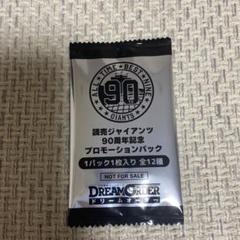 ALL-TIME BEST NINE
90
GIANTS
読売ジャイアンツ
90周年記念
プロモーションパック
1パック1枚入り 全12種
NOT FOR SALE
DREAM ORDER
ドリームオーダー